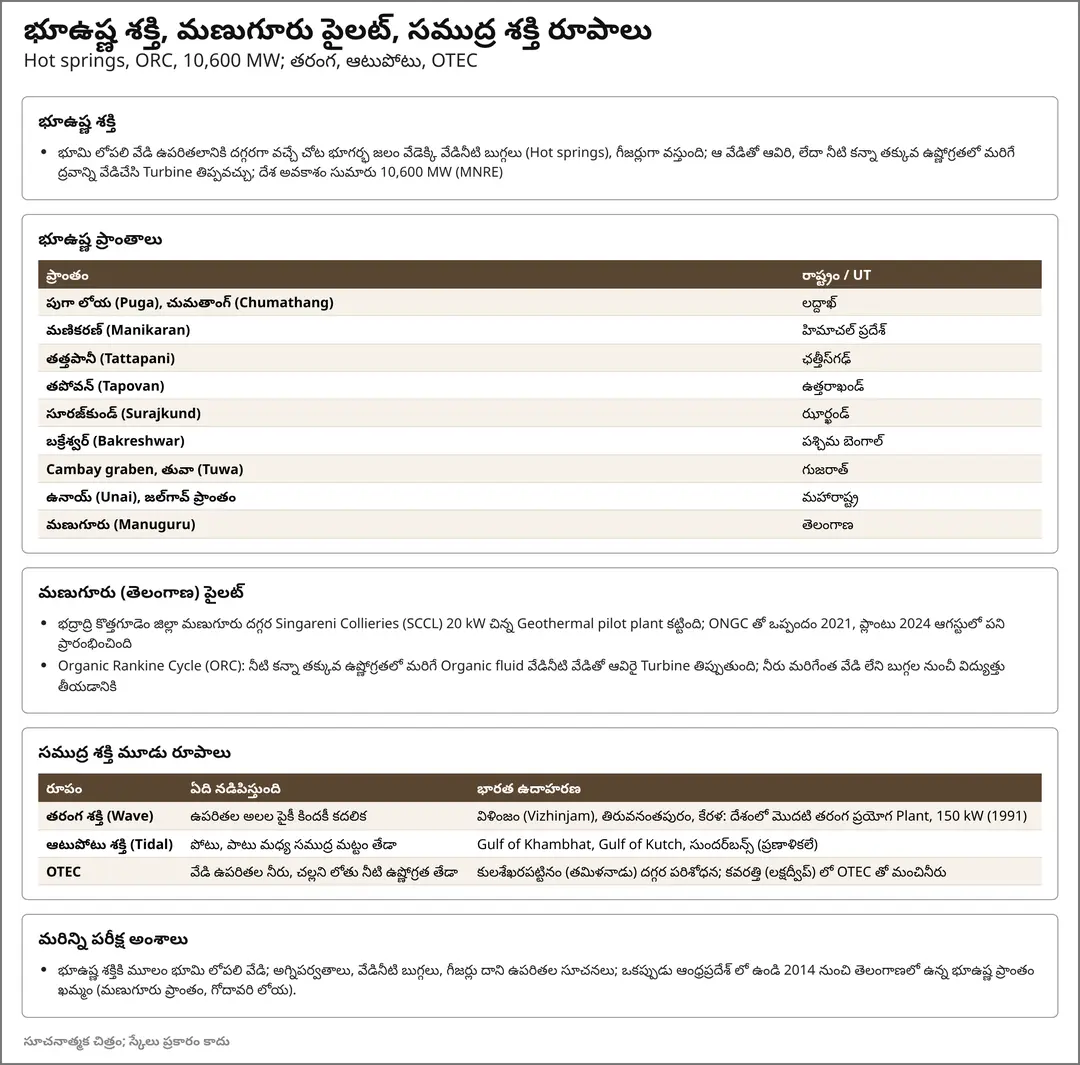 భూఉష్ణ శక్తి, మణుగూరు పైలట్, సముద్ర శక్తి రూపాలు
Hot springs, ORC, 10,600 MW; తరంగ, ఆటుపోటు, OTEC
భూఉష్ణ శక్తి
• భూమి లోపలి వేడి ఉపరితలానికి దగ్గరగా వచ్చే చోట భూగర్భ జలం వేడెక్కి వేడినీటి బుగ్గలు (Hot springs), గీజర్లుగా వస్తుంది; ఆ వేడితో ఆవిరి, లేదా నీటి కన్నా తక్కువ ఉష్ణోగ్రతలో మరిగే
ద్రవాన్ని వేడిచేసి Turbine తిప్పవచ్చు; దేశ అవకాశం సుమారు 10,600 MW (MNRE)
భూఉష్ణ ప్రాంతాలు
ప్రాంతం రాష్ట్రం / UT
పుగా లోయ (Puga), చుమతాంగ్ (Chumathang) లద్దాఖ్
మణికరణ్ (Manikaran) హిమాచల్ ప్రదేశ్
తత్తపానీ (Tattapani) ఛత్తీస్‌గఢ్
తపోవన్ (Tapovan) ఉత్తరాఖండ్
సూరజ్‌కుండ్ (Surajkund) ఝార్ఖండ్
బక్రేశ్వర్ (Bakreshwar) పశ్చిమ బెంగాల్
Cambay graben, తువా (Tuwa) గుజరాత్
ఉనాయ్ (Unai), జల్‌గావ్ ప్రాంతం మహారాష్ట్ర
మణుగూరు (Manuguru) తెలంగాణ
మణుగూరు (తెలంగాణ) పైలట్
• భద్రాద్రి కొత్తగూడెం జిల్లా మణుగూరు దగ్గర Singareni Collieries (SCCL) 20 kW చిన్న Geothermal pilot plant కట్టింది; ONGC తో ఒప్పందం 2021, ప్లాంటు 2024 ఆగస్టులో పని
ప్రారంభించింది
• Organic Rankine Cycle (ORC): నీటి కన్నా తక్కువ ఉష్ణోగ్రతలో మరిగే Organic fluid వేడినీటి వేడితో ఆవిరై Turbine తిప్పుతుంది; నీరు మరిగేంత వేడి లేని బుగ్గల నుంచీ విద్యుత్తు
తీయడానికి
సముద్ర శక్తి మూడు రూపాలు
రూపం ఏది నడిపిస్తుంది భారత ఉదాహరణ
తరంగ శక్తి (Wave) ఉపరితల అలల పైకీ కిందకీ కదలిక విళింజం (Vizhinjam), తిరువనంతపురం, కేరళ: దేశంలో మొదటి తరంగ ప్రయోగ Plant, 150 kW (1991)
ఆటుపోటు శక్తి (Tidal) పోటు, పాటు మధ్య సముద్ర మట్టం తేడా Gulf of Khambhat, Gulf of Kutch, సుందర్‌బన్స్ (ప్రణాళికలే)
OTEC వేడి ఉపరితల నీరు, చల్లని లోతు నీటి ఉష్ణోగ్రత తేడా కులశేఖరపట్టినం (తమిళనాడు) దగ్గర పరిశోధన; కవరత్తి (లక్షద్వీప్) లో OTEC తో మంచినీరు
మరిన్ని పరీక్ష అంశాలు
• భూఉష్ణ శక్తికి మూలం భూమి లోపలి వేడి; అగ్నిపర్వతాలు, వేడినీటి బుగ్గలు, గీజర్లు దాని ఉపరితల సూచనలు; ఒకప్పుడు ఆంధ్రప్రదేశ్ లో ఉండి 2014 నుంచి తెలంగాణలో ఉన్న భూఉష్ణ ప్రాంతం
ఖమ్మం (మణుగూరు ప్రాంతం, గోదావరి లోయ).
సూచనాత్మక చిత్రం; స్కేలు ప్రకారం కాదు